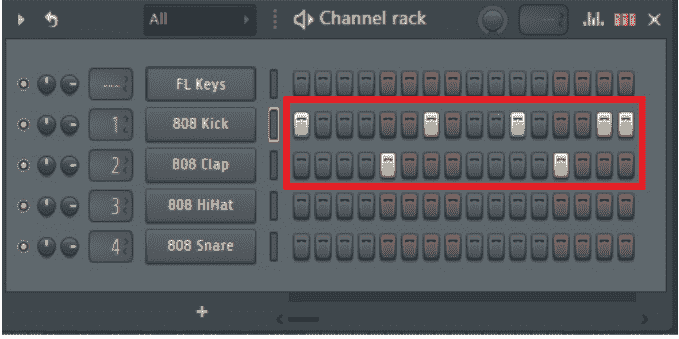 All
Channel rack
----
---- FL Keys
1 808 Kick
2 808 Clap
3 808 HiHat
4 808 Snare
+